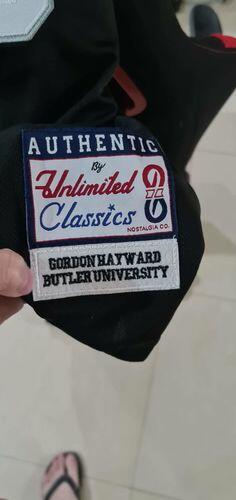 AUTHENTIC
By
Unlimited
Classics
NOSTALGIA CO.
GORDON HAYWARD
BUTLER UNIVERSITY